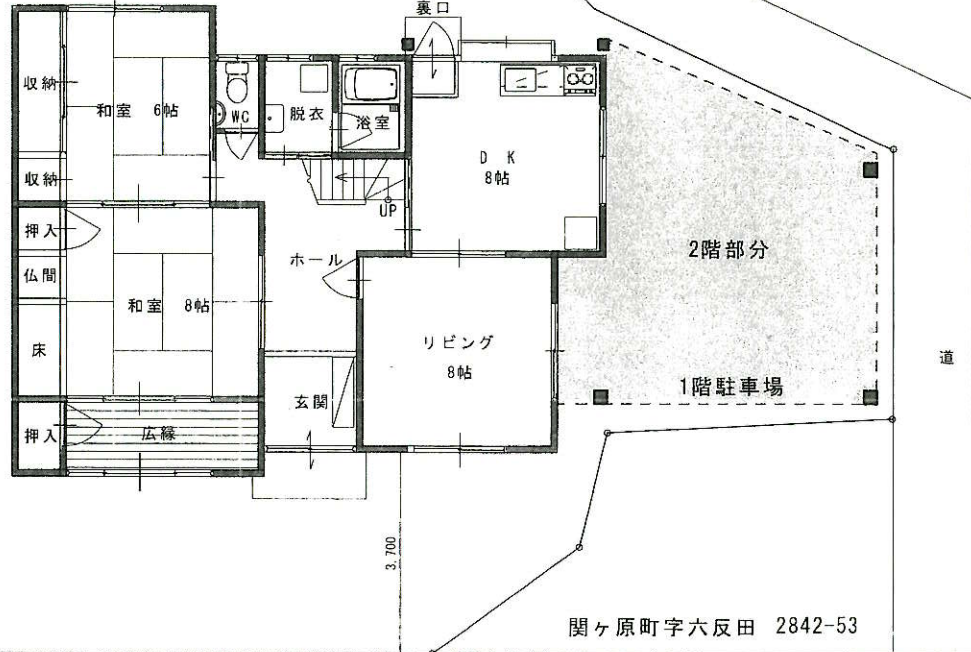 裏口
収納
和室 6帖
WC
脱衣
浴室
DK
8帖
収納
UP
押入
ホール
2階部分
仏間
和室 8帖
床
リビング
8帖
道
1階駐車場
玄関
押入
広縁
3,700
関ヶ原町字六反田 2842-53